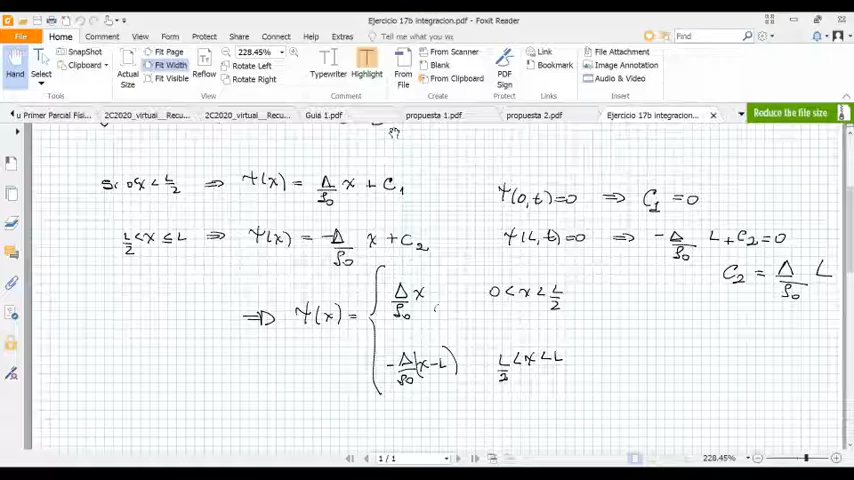 Ejercicio 17b integracion.pdf - Foxit Reader
File Home Comment View Form Protect Share Connect Help Extras Tell me what you want... Find
Hand Select SnapShot Clipboard Actual Size Fit Page Fit Width Fit Visible Reflow 228.45% Rotate Left Rotate Right Typewriter Highlight From File From Scanner Blank From Clipboard PDF Sign Link Bookmark File Attachment Image Annotation Audio & Video
Tools View Comment Create Protect Links Insert
u Primer Parcial Fisi... 2C2020_virtual__Recu... 2C2020_virtual__Recu... Guia 1.pdf propuesta 1.pdf propuesta 2.pdf Ejercicio 17b integracion... Reduce the file size
Si 0≤x<L/2 ⇒ Ψ(x) = Δ/ρ₀ x + C₁ Ψ(0,t)=0 ⇒ C₁ = 0
L/2<x≤L ⇒ Ψ(x) = -Δ/ρ₀ x + C₂ Ψ(L,t)=0 ⇒ -Δ/ρ₀ L + C₂ = 0
C₂ = Δ/ρ₀ L
⇒ Ψ(x) = { Δ/ρ₀ x 0<x<L/2
-Δ/ρ₀ (x-L) L/2<x<L
1 / 1 228.45%